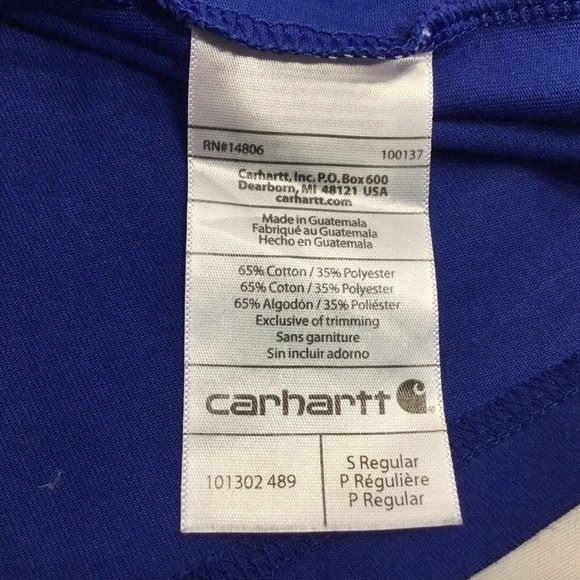 RN#14806 100137
Carhartt, Inc. P.O. Box 600
Dearborn, MI 48121 USA
carhartt.com
Made in Guatemala
Fabriqué au Guatemala
Hecho en Guatemala
65% Cotton / 35% Polyester
65% Coton / 35% Polyester
65% Algodón / 35% Poliéster
Exclusive of trimming
Sans garniture
Sin incluir adorno
carhartt
101302 489
S Regular
P Régulière
P Regular